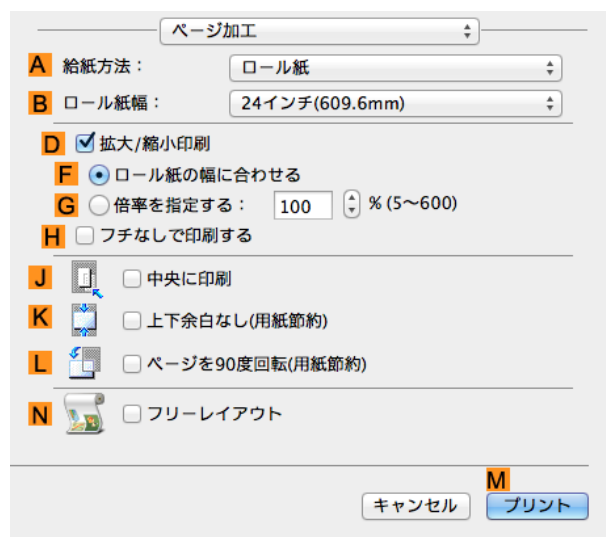 ページ加工
A 給紙方法： ロール紙
B ロール紙幅： 24インチ(609.6mm)
D 拡大/縮小印刷
F ロール紙の幅に合わせる
G 倍率を指定する： 100 % (5～600)
H フチなしで印刷する
J 中央に印刷
K 上下余白なし(用紙節約)
L ページを90度回転(用紙節約)
N フリーレイアウト
M
キャンセル プリント